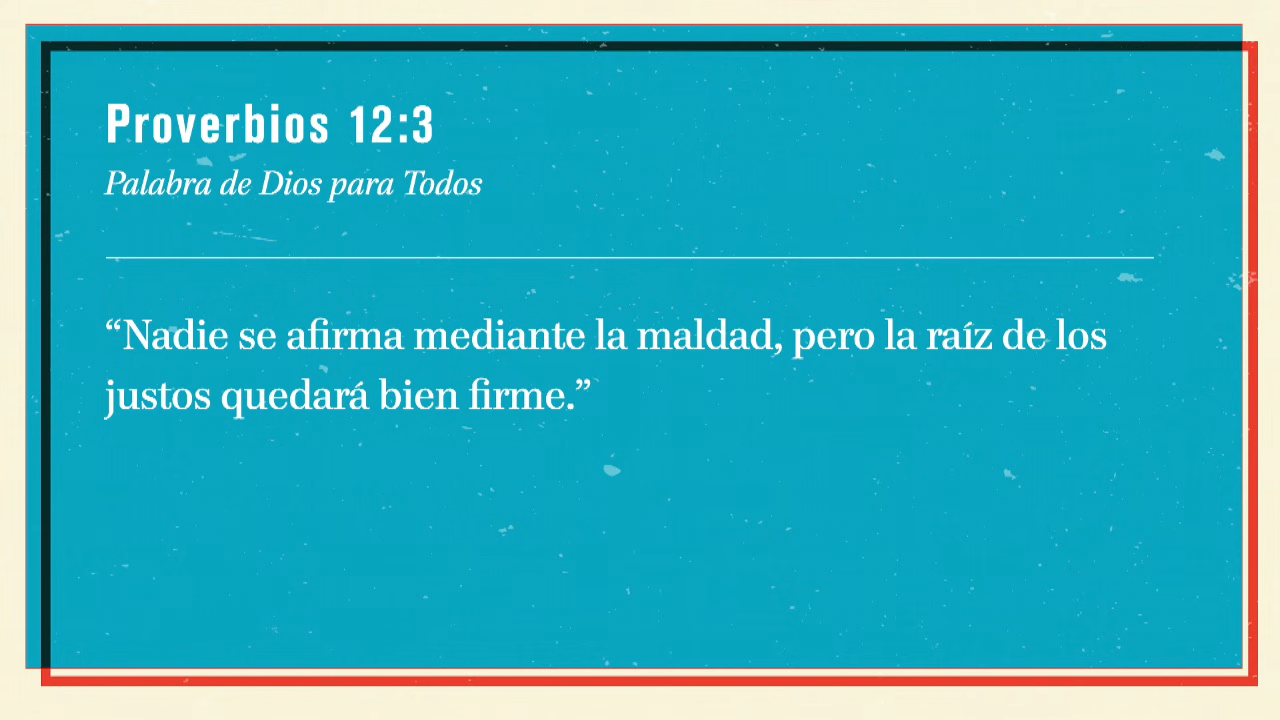 Proverbios 12:3
Palabra de Dios para Todos
“Nadie se afirma mediante la maldad, pero la raíz de los
justos quedará bien firme.”